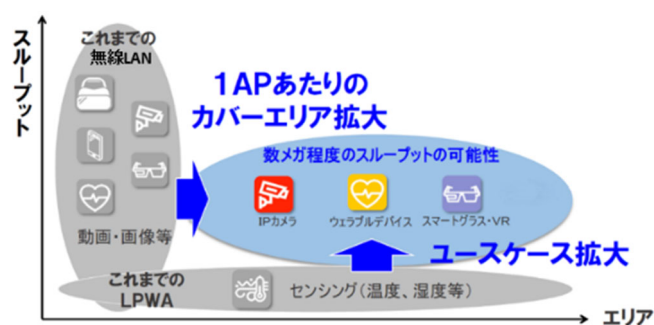 スループット
これまでの
無線LAN
動画・画像等
1APあたりの
カバーエリア拡大
数メガ程度のスループットの可能性
IPカメラ
ウェラブルデバイス
スマートグラス・VR
ユースケース拡大
これまでの
LPWA
センシング(温度、湿度等)
エリア